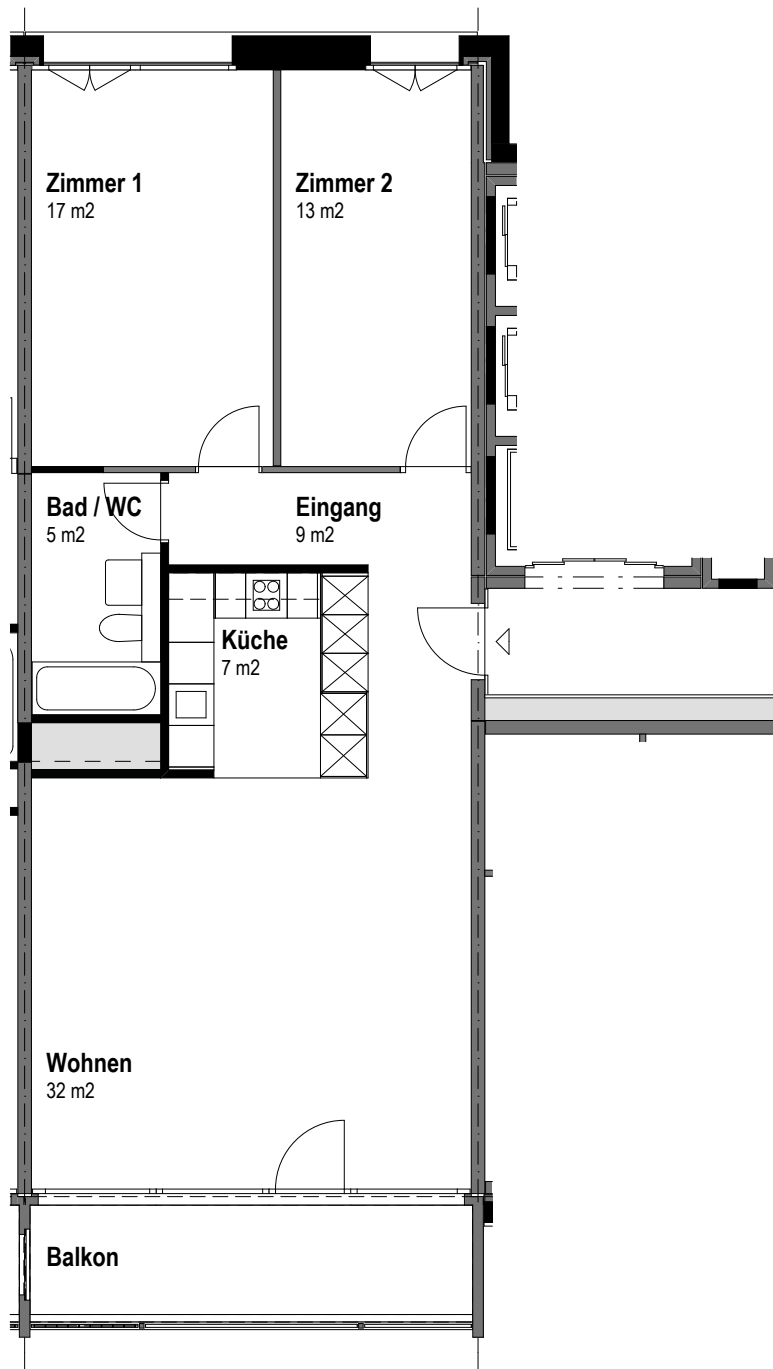 Zimmer 1
17 m2
Zimmer 2
13 m2
Bad / WC
5 m2
Eingang
9 m2
Küche
7 m2
Wohnen
32 m2
Balkon